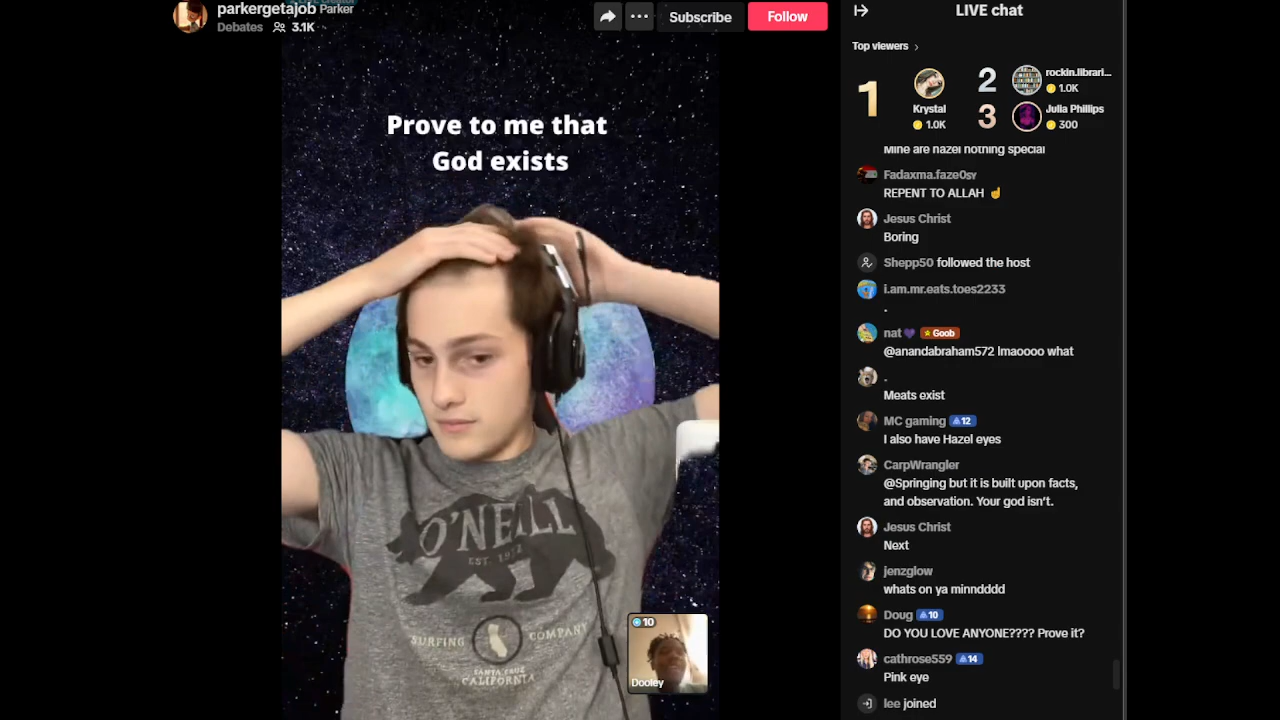 parkergetajob Parker
Debates 3.1K
Subscribe
Follow
Prove to me that
God exists
O'NEILL
EST. 1952
SURFING COMPANY
SANTA CRUZ
CALIFORNIA
10
Dooley
LIVE chat
Top viewers
1
Krystal
1.0K
2
rockin.librari...
1.0K
3
Julia Phillips
300
Mine are hazel nothing special
Fadaxma.faze0sy
REPENT TO ALLAH ☝
Jesus Christ
Boring
Shepp50 followed the host
i.am.mr.eats.toes2233
.
nat💜 Goob
@anandabraham572 lmaoooo what
.
Meats exist
MC gaming 12
I also have Hazel eyes
CarpWrangler
@Springing but it is built upon facts,
and observation. Your god isn't.
Jesus Christ
Next
jenzglow
whats on ya minndddd
Doug 10
DO YOU LOVE ANYONE???? Prove it?
cathrose559 14
Pink eye
lee joined